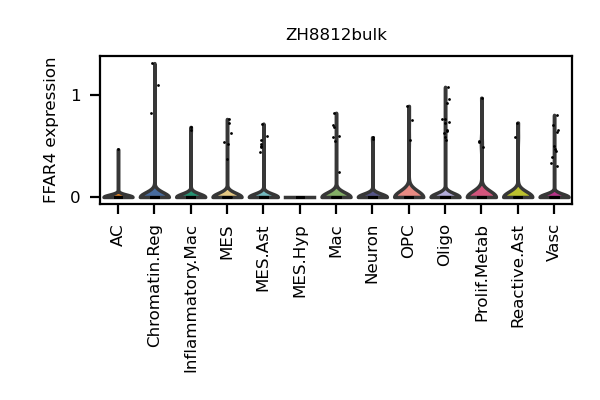 ZH8812bulk
FFAR4 expression
1
0
AC
Chromatin.Reg
Inflammatory.Mac
MES
MES.Ast
MES.Hyp
Mac
Neuron
OPC
Oligo
Prolif.Metab
Reactive.Ast
Vasc